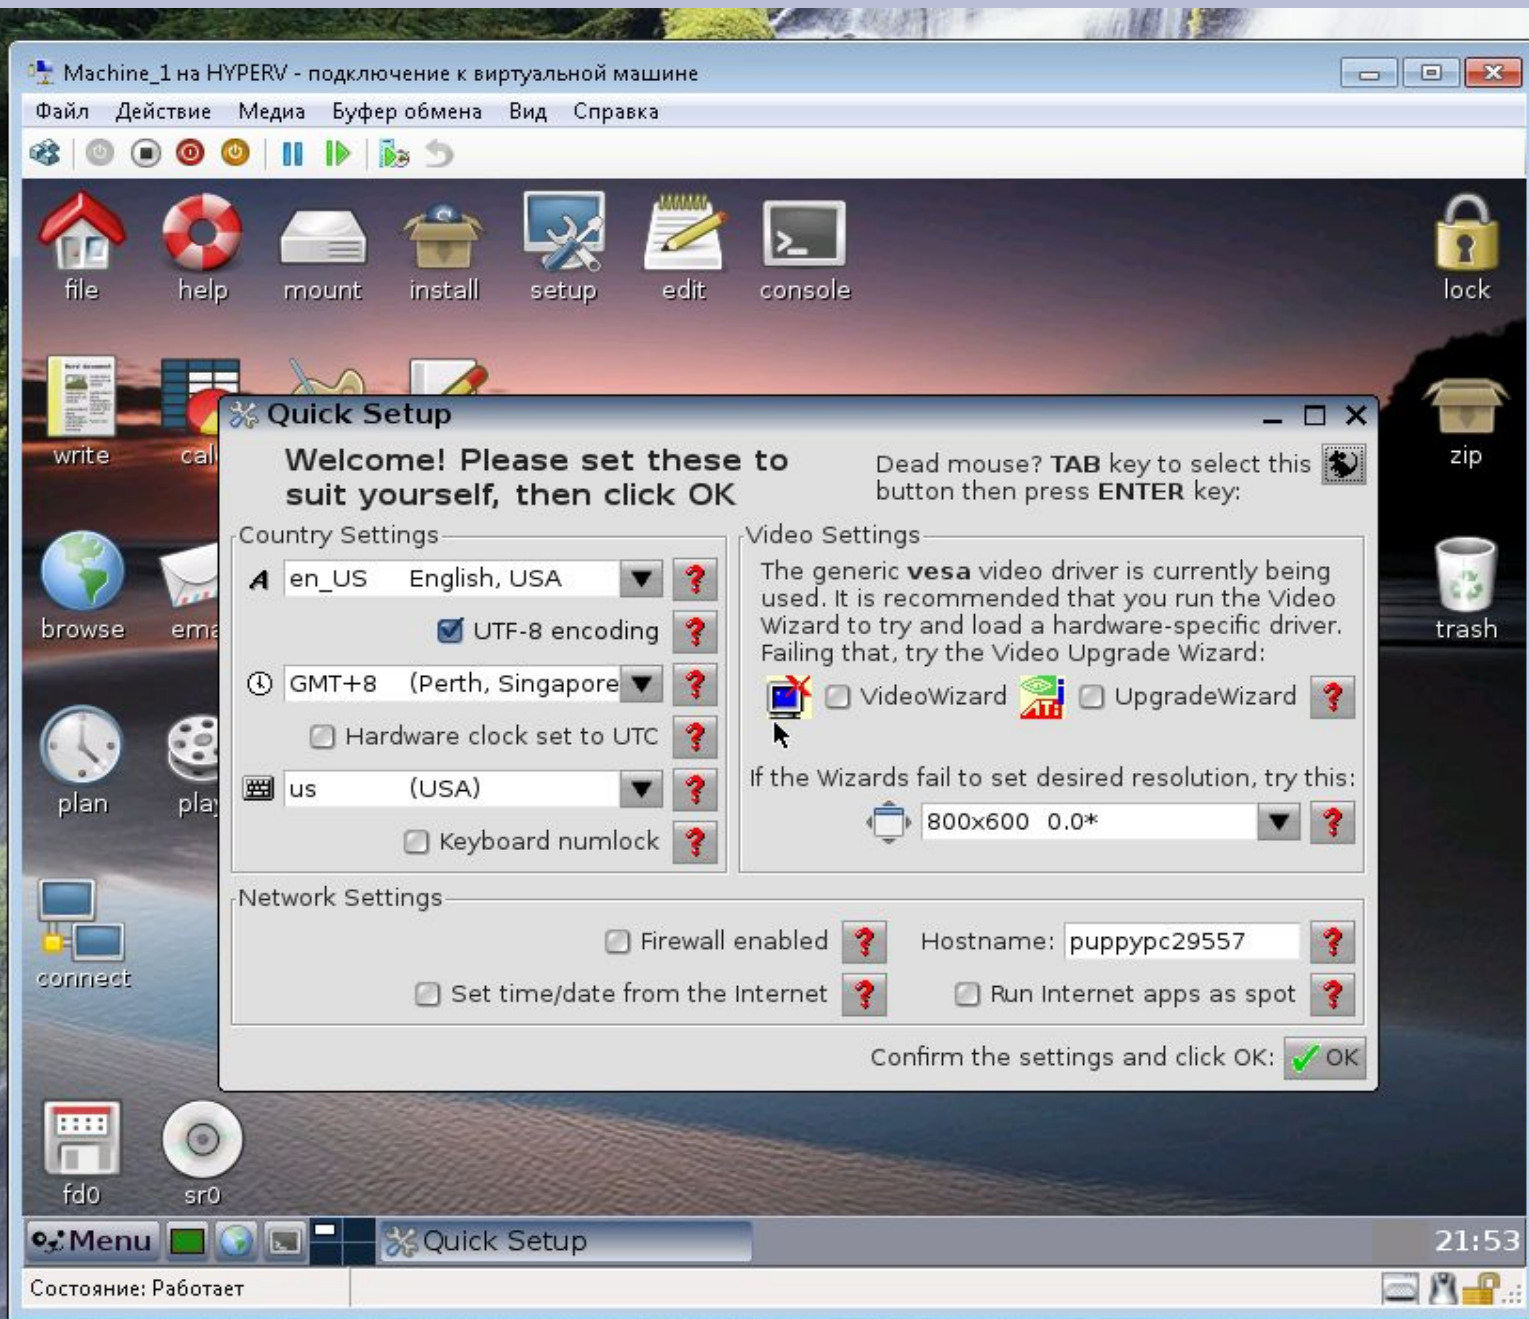 Machine_1 на HYPERV - подключение к виртуальной машине
Файл Действие Медиа Буфер обмена Вид Справка
file help mount install setup edit console lock
write cal zip
browse ema trash
plan play
connect
fd0 sr0
Quick Setup
Welcome! Please set these to
suit yourself, then click OK
Dead mouse? TAB key to select this
button then press ENTER key:
Country Settings
en_US English, USA
UTF-8 encoding
GMT+8 (Perth, Singapore
Hardware clock set to UTC
us (USA)
Keyboard numlock
Video Settings
The generic vesa video driver is currently being
used. It is recommended that you run the Video
Wizard to try and load a hardware-specific driver.
Failing that, try the Video Upgrade Wizard:
VideoWizard ATi UpgradeWizard
If the Wizards fail to set desired resolution, try this:
800x600 0.0*
Network Settings
Firewall enabled Hostname: puppypc29557
Set time/date from the Internet Run Internet apps as spot
Confirm the settings and click OK: OK
Menu Quick Setup 21:53
Состояние: Работает